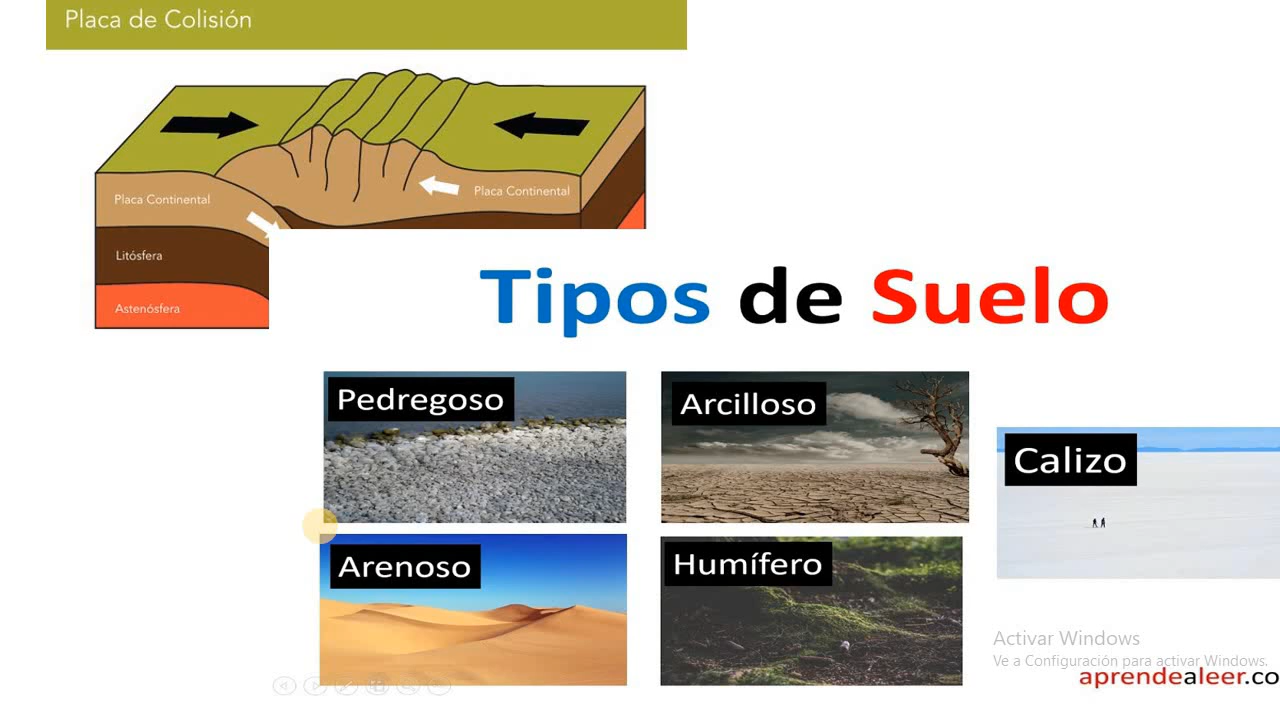 Placa de Colisión
Placa Continental
Placa Continental
Litósfera
Astenósfera
Tipos de Suelo
Pedregoso
Arcilloso
Calizo
Arenoso
Humífero
Activar Windows
Ve a Configuración para activar Windows.
aprendealeer.co